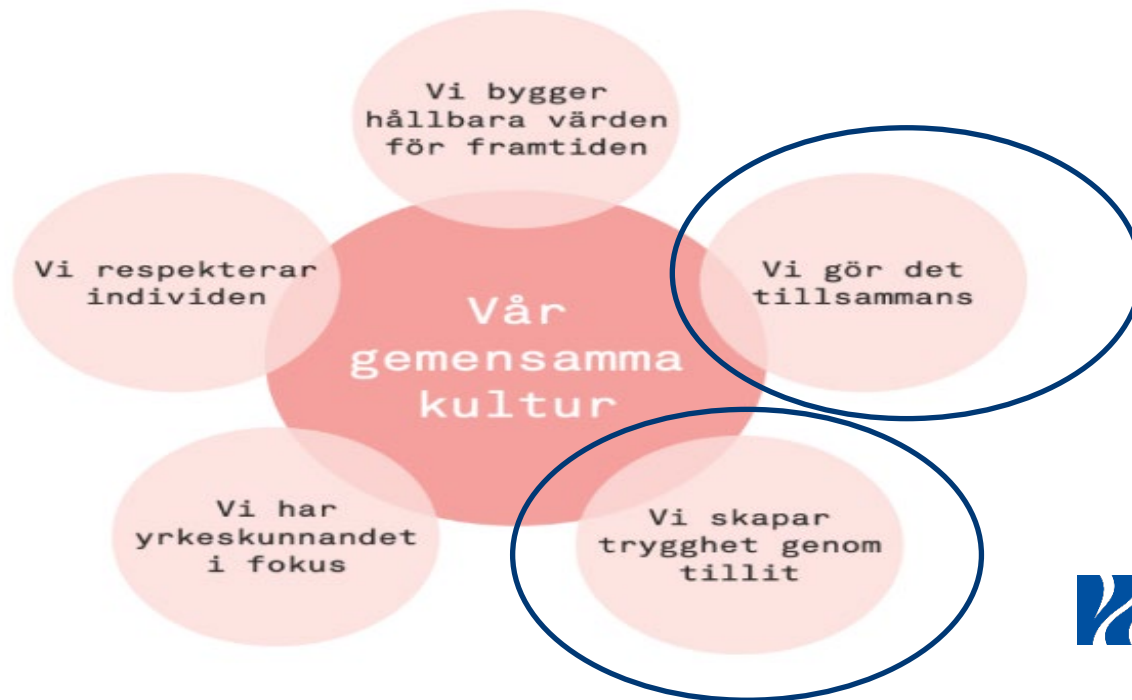 Vi bygger
hållbara värden
för framtiden
Vi respekterar
individen
Vi gör det
tillsammans
Vår
gemensamma
kultur
Vi har
yrkeskunnandet
i fokus
Vi skapar
trygghet genom
tillit